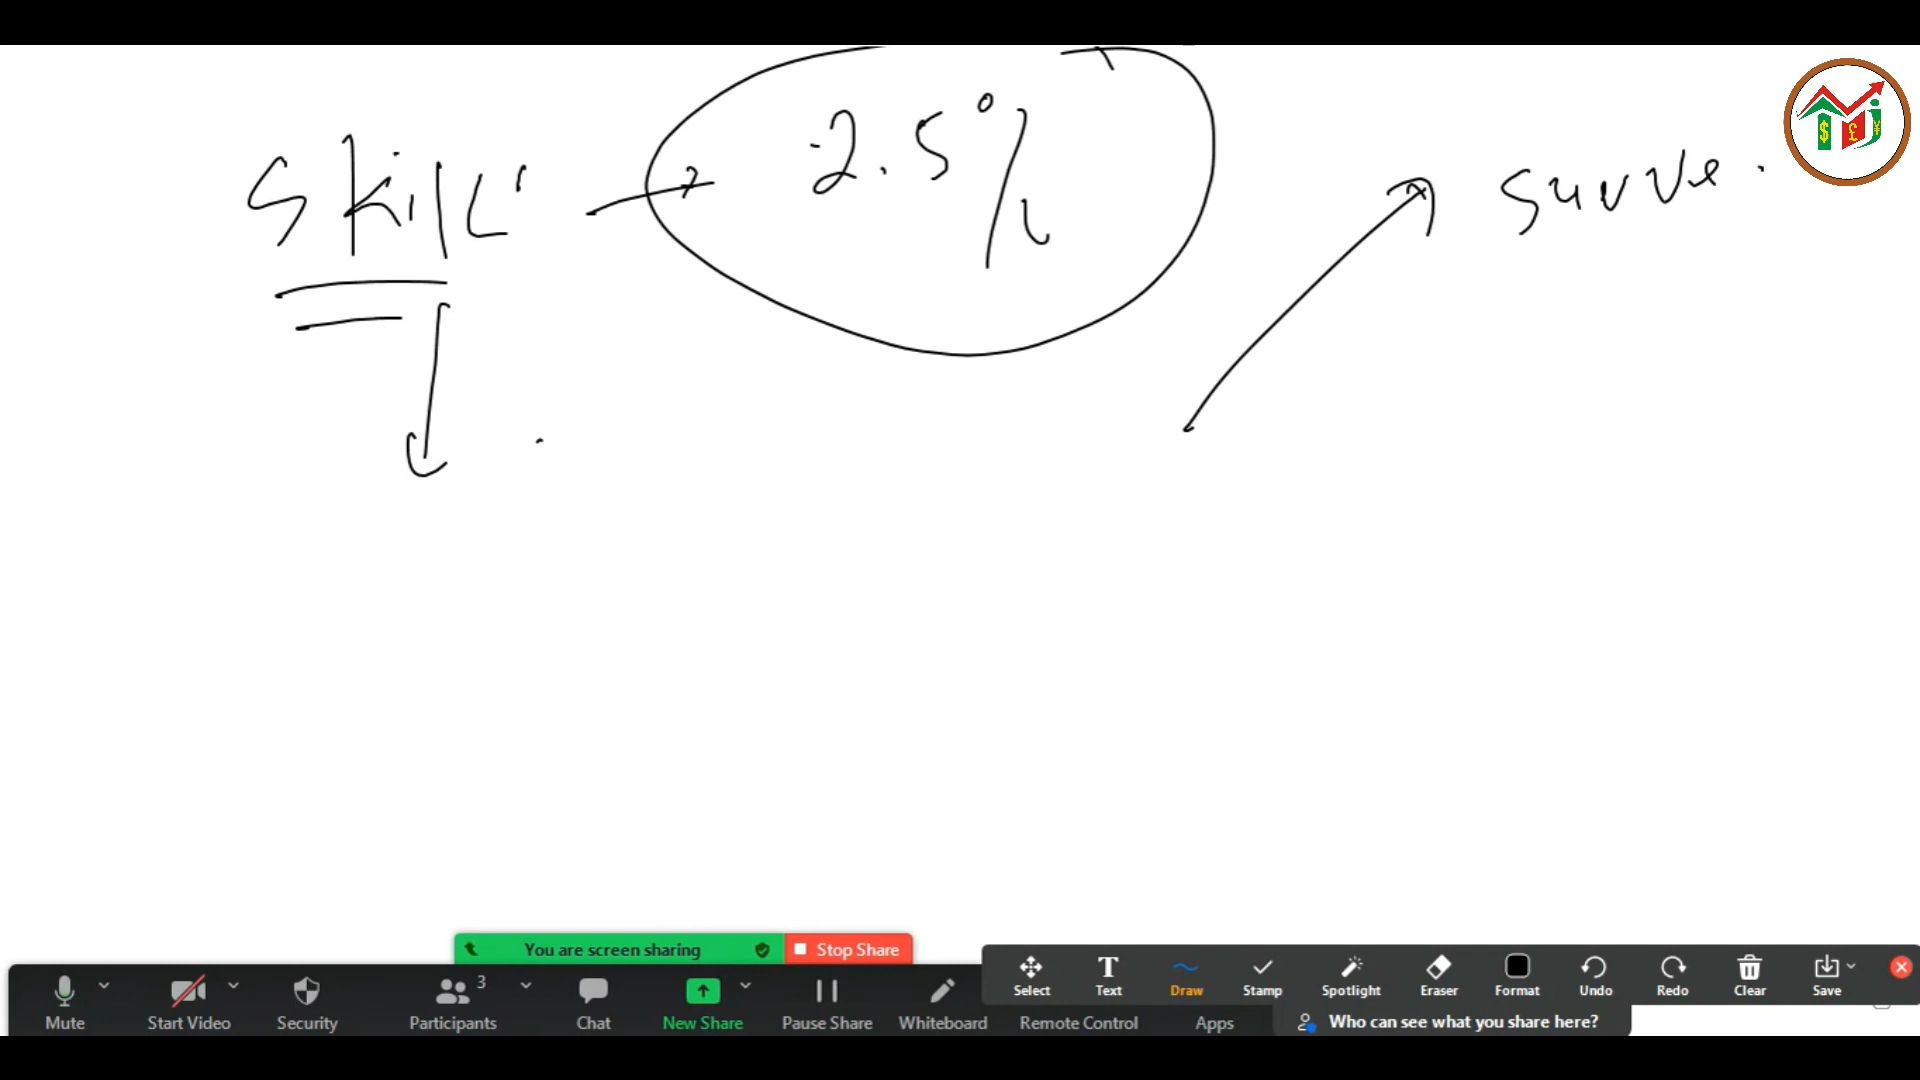 Skill → 2.5%
You are screen sharing Stop Share
Select Text Draw Stamp Spotlight Eraser Format Undo Redo Clear Save
3
Mute Start Video Security Participants Chat New Share Pause Share Whiteboard Remote Control Apps
Who can see what you share here?